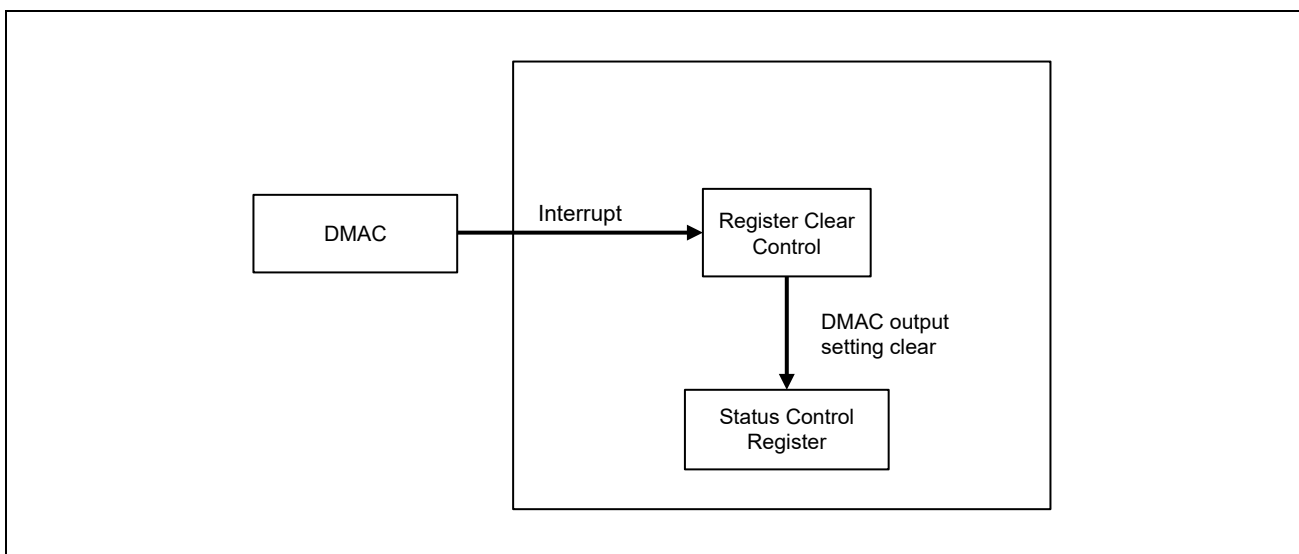 DMAC
Interrupt
Register Clear
Control
DMAC output
setting clear
Status Control
Register